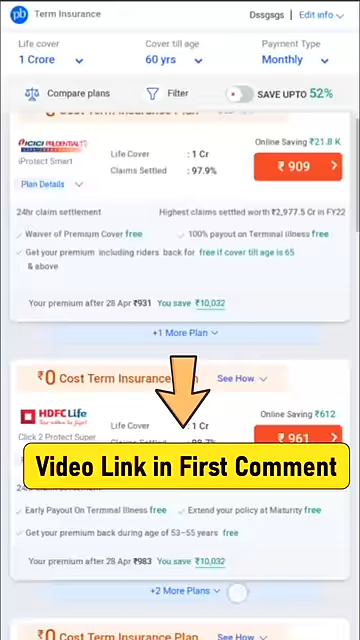 pb Term Insurance Dssgsgs | Edit info
Life cover Cover till age Payment Type
1 Crore 60 yrs Monthly
Compare plans Filter SAVE UPTO 52%
₹0 Cost Term Insurance Plan
ICICI PRUDENTIAL Online Saving ₹21.8 K
iProtect Smart Life Cover : 1 Cr ₹ 909
Plan Details Claims Settled : 97.9%
24hr claim settlement Highest claims settled worth ₹2,977.5 Cr in FY22
Waiver of Premium Cover free 100% payout on Terminal illness free
Get your premium including riders back for free if cover till age is 65
& above
Your premium after 28 Apr ₹931 You save ₹10,032
+1 More Plan
₹0 Cost Term Insurance Plan See How
HDFC Life Online Saving ₹612
Click 2 Protect Super Life Cover : 1 Cr ₹ 961
Video Link in First Comment
Early Payout On Terminal Illness free Extend your policy at Maturity free
Get your premium back during age of 53-55 years free
Your premium after 28 Apr ₹983 You save ₹10,032
+2 More Plans
₹0 Cost Term Insurance Plan See How